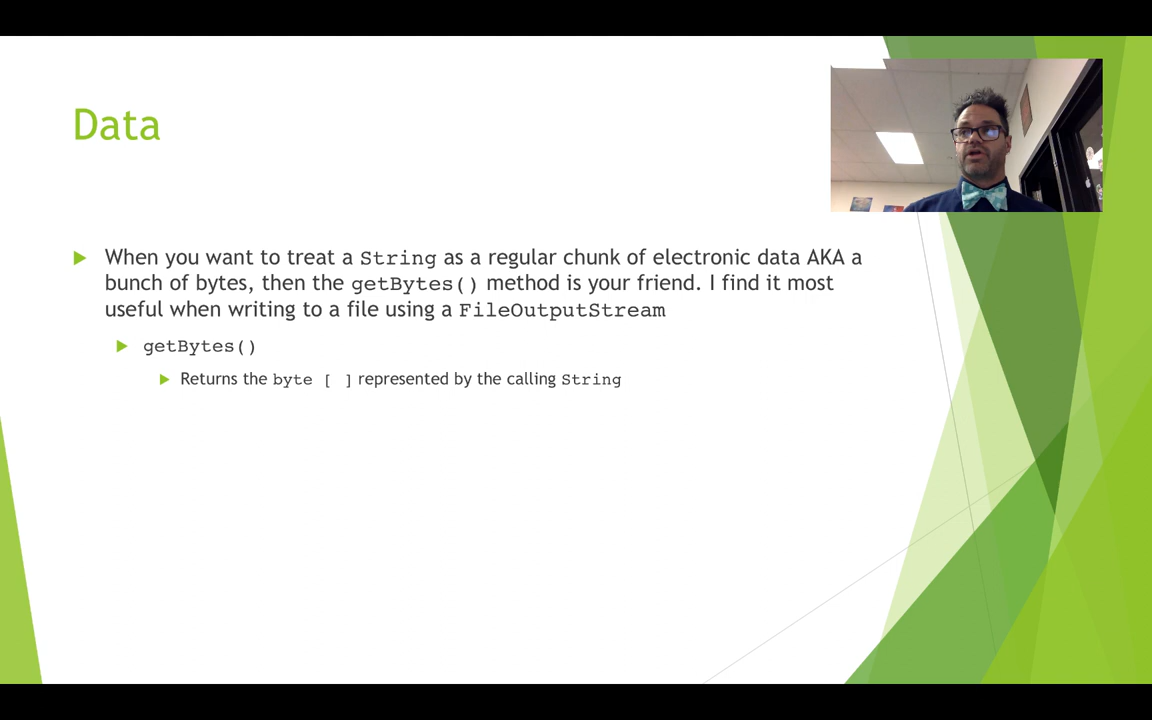 Data
When you want to treat a String as a regular chunk of electronic data AKA a
bunch of bytes, then the getBytes() method is your friend. I find it most
useful when writing to a file using a FileOutputStream
getBytes()
Returns the byte [ ] represented by the calling String